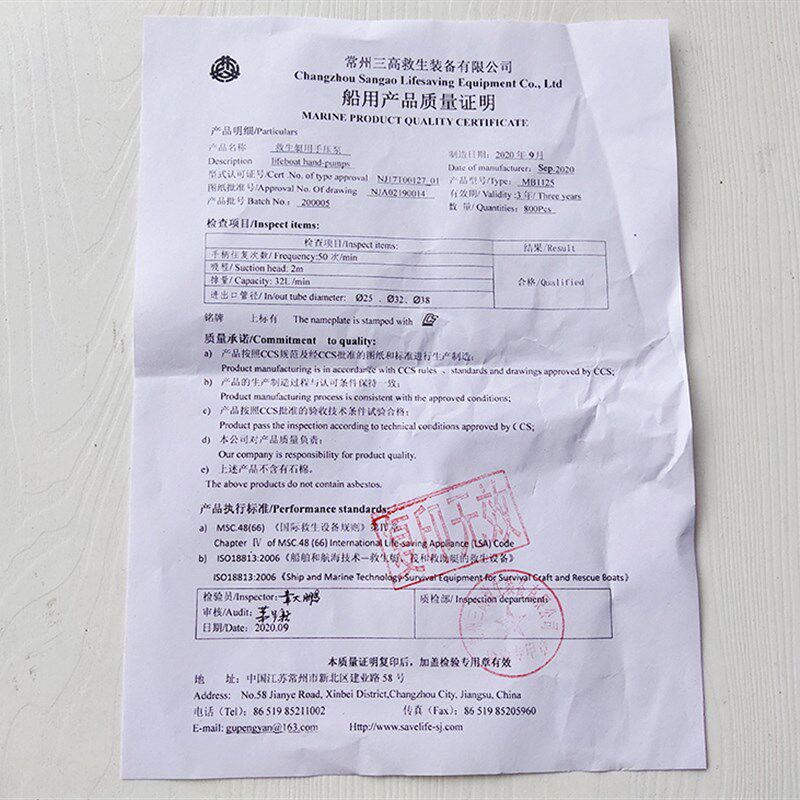 常州三高救生装备有限公司
Changzhou Sangao Lifesaving Equipment Co., Ltd
船用产品质量证明
MARINE PRODUCT QUALITY CERTIFICATE
产品明细/Particulars
产品名称 救生艇用手压泵 制造日期: 2020 年 9 月
Description lifeboat hand-pumps Date of manufacturer: Sep.2020
型式认可证号/Cert .No. of type approval NJ17T00127_01 产品型号/Type: MB1125
图纸批准号/Approval No. Of drawing NJA02190014 有效期/ Validity :3 年/ Three years
产品批号 Batch No.: 200005 数 量/ Quantities: 800Pcs
检查项目/Inspect items:
检查项目/Inspect items: 结果/Result
手柄往复次数/ Frequency:50 次/min
吸程/ Suction head: 2m
排量/ Capacity: 32L/min 合格/Qualified
进出口管径/ In/out tube diameter: Ø25 、Ø32、Ø38
铭牌 上标有 The nameplate is stamped with
质量承诺/Commitment to quality:
a) 产品按照CCS规范及经CCS批准的图纸和标准进行生产制造;
Product manufacturing is in accordance with CCS rules 、standards and drawings approved by CCS;
b) 产品的生产制造过程与认可条件保持一致;
Product manufacturing process is consistent with the approved conditions;
c) 产品按照CCS批准的验收技术条件试验合格;
Product pass the inspection according to technical conditions approved by CCS;
d) 本公司对产品质量负责;
Our company is responsibility for product quality.
e) 上述产品不含有石棉。
The above products do not contain asbestos.
产品执行标准/Performance standards:
复印无效
a) MSC.48(66) 《国际救生设备规则》第Ⅳ章
Chapter Ⅳ of MSC.48 (66) International Life-saving Appliance (LSA) Code
b) ISO18813:2006《船舶和航海技术—救生艇、筏和救助艇的救生设备》
ISO18813:2006《Ship and Marine Technology-Survival Equipment for Survival Craft and Rescue Boats》
检验员/Inspector: 质检部/ Inspection department:
审核/Audit:
日期/Date: 2020.09
本质量证明复印后，加盖检验专用章有效
地 址: 中国江苏常州市新北区建业路 58 号
Address: No.58 Jianye Road, Xinbei District,Changzhou City, Jiangsu, China
电话（Tel）: 86 519 85211002 传真（Fax）: 86 519 85205960
E-mail: gupengyan@163.com Http://www.savelife-sj.com